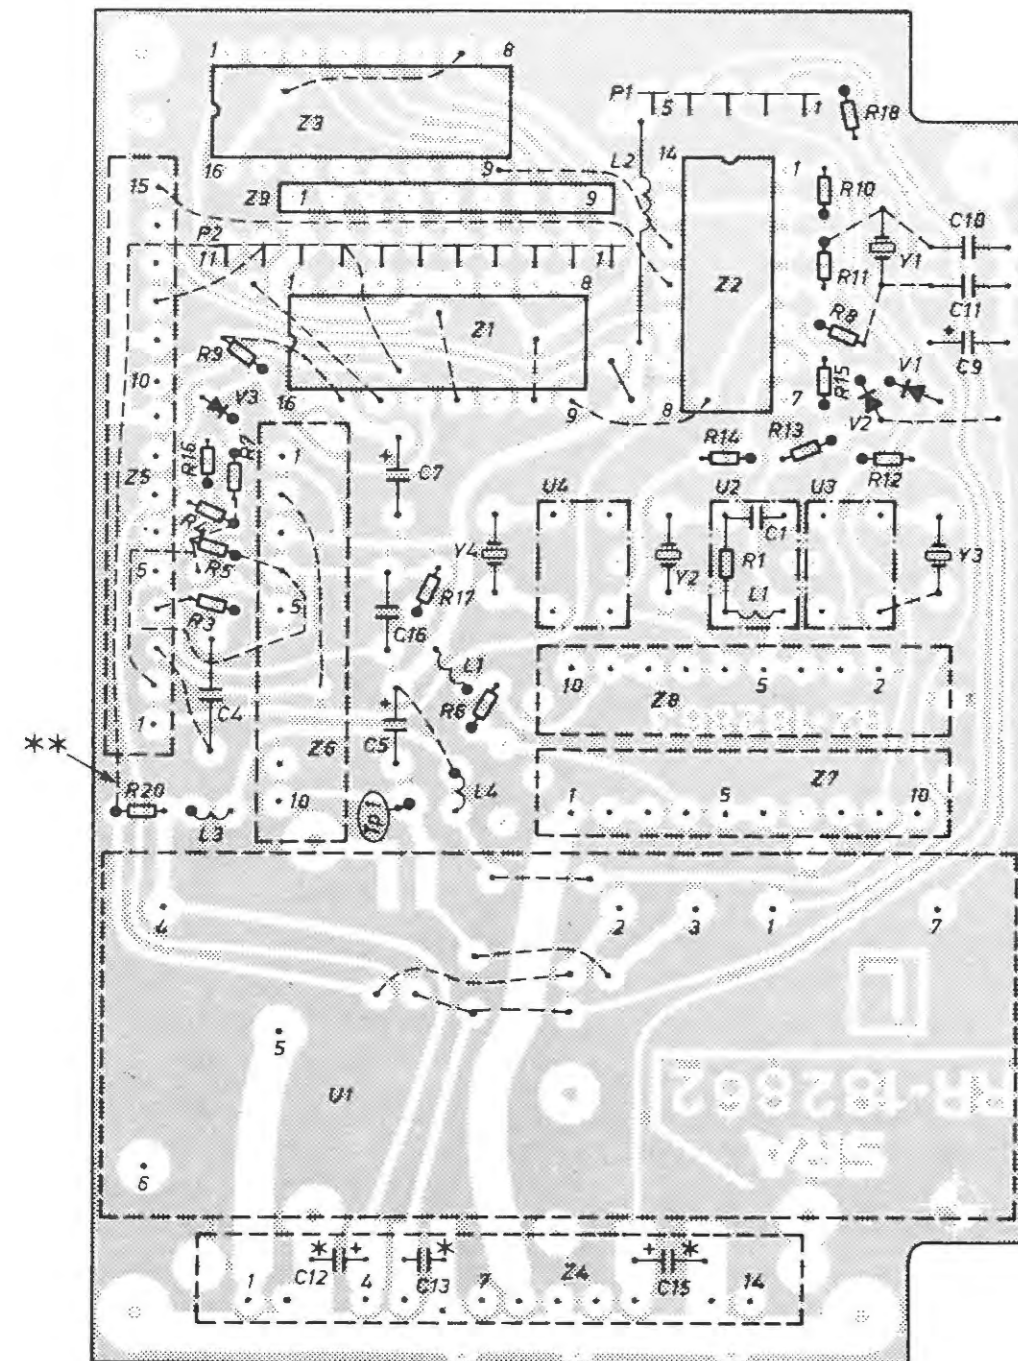 1 8
Z3
P1 5 1
R18
16 9
L2 14 1
15
Z9 1 9
R10
P2
11 1
C10
Y1
R11
Z2
8
Z1
R8
C11
+
C9
R9
V1
10
16 9 8 7
R15
V3
V2
R14 R13
R16 R7
1
+
C7
R12
Z5
U4 U2 U3
R4
C1
Y4
R5
Y2
R1
Y3
5
R17
L1
R3
5
C16
L1
10 5 2
Z8
R6
1
C4
+
C5
**
Z6
Z7
R20
10
L4
1 5 10
L3
Tp1
4 2 3 1 7
5
U1
RR-182862
SRA
6
* + * + *
1 C12 4 C13 7 Z4 C15 14